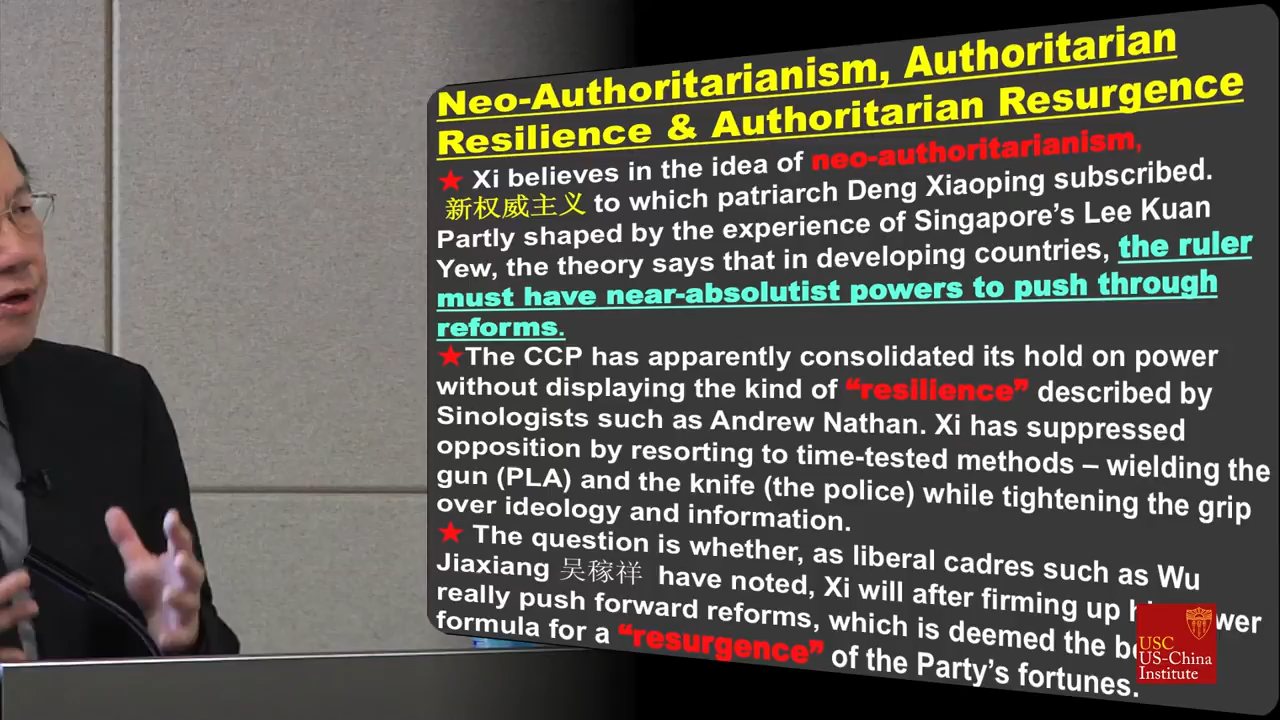 Neo-Authoritarianism, Authoritarian
Resilience & Authoritarian Resurgence
★ Xi believes in the idea of neo-authoritarianism,
新权威主义 to which patriarch Deng Xiaoping subscribed.
Partly shaped by the experience of Singapore’s Lee Kuan
Yew, the theory says that in developing countries, the ruler
must have near-absolutist powers to push through
reforms.
★The CCP has apparently consolidated its hold on power
without displaying the kind of “resilience” described by
Sinologists such as Andrew Nathan. Xi has suppressed
opposition by resorting to time-tested methods – wielding the
gun (PLA) and the knife (the police) while tightening the grip
over ideology and information.
★ The question is whether, as liberal cadres such as Wu
Jiaxiang 吴稼祥 have noted, Xi will after firming up
really push forward reforms, which is deemed the
formula for a “resurgence” of the Party’s fortunes.
USC
US-China
Institute